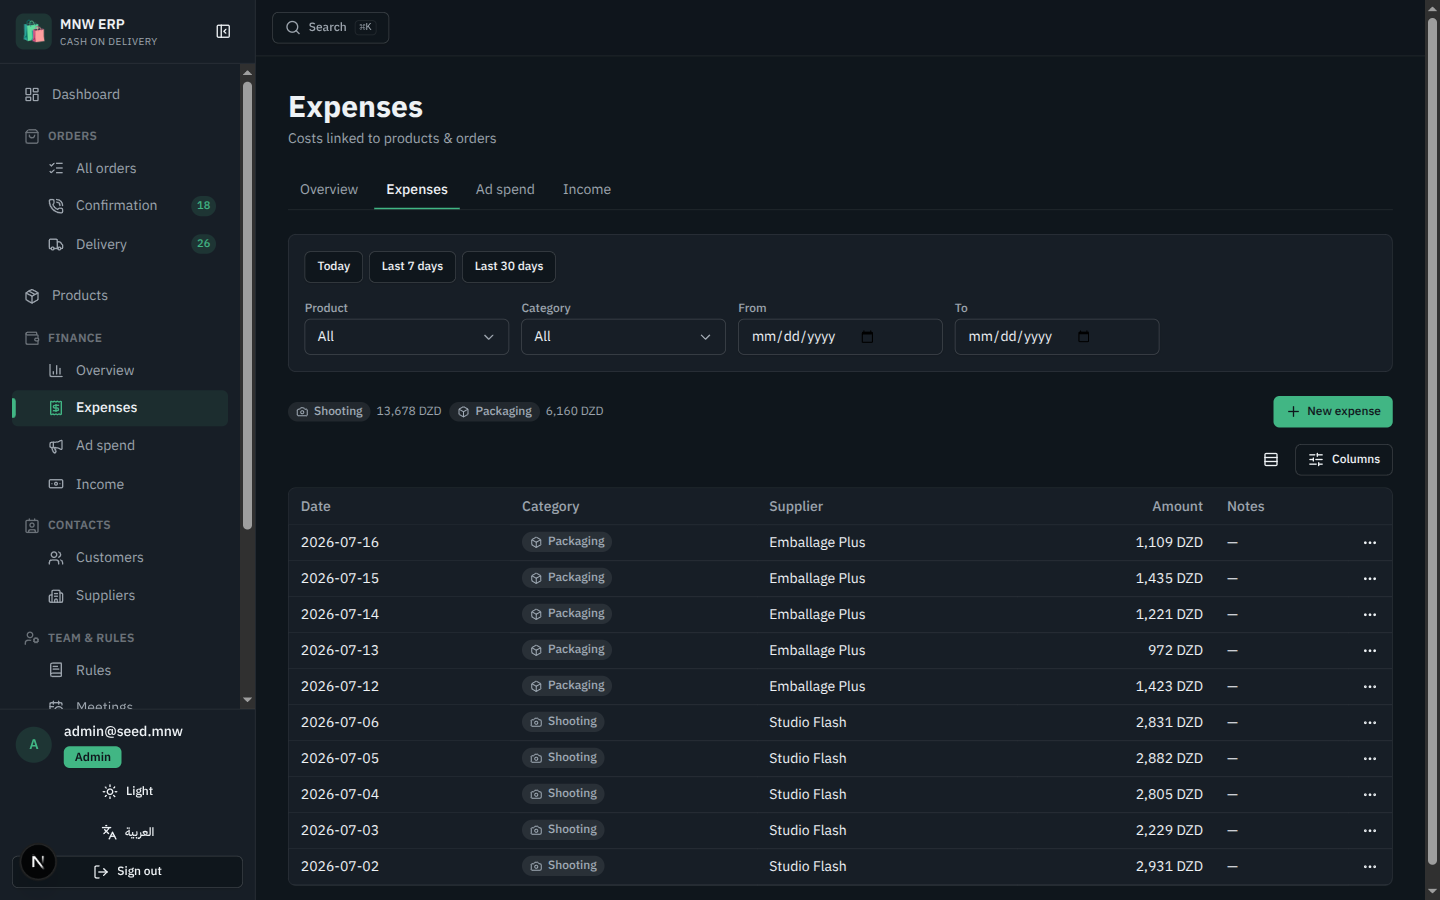 MNW ERP
CASH ON DELIVERY
Search ⌘K
Dashboard
ORDERS
All orders
Confirmation 18
Delivery 26
Products
FINANCE
Overview
Expenses
Ad spend
Income
CONTACTS
Customers
Suppliers
TEAM & RULES
Rules
Meetings
A
admin@seed.mnw
Admin
Light
العربية
N
Sign out
Expenses
Costs linked to products & orders
Overview Expenses Ad spend Income
Today Last 7 days Last 30 days
Product Category From To
All All mm/dd/yyyy mm/dd/yyyy
Shooting 13,678 DZD Packaging 6,160 DZD
New expense
Columns
Date Category Supplier Amount Notes
2026-07-16 Packaging Emballage Plus 1,109 DZD —
2026-07-15 Packaging Emballage Plus 1,435 DZD —
2026-07-14 Packaging Emballage Plus 1,221 DZD —
2026-07-13 Packaging Emballage Plus 972 DZD —
2026-07-12 Packaging Emballage Plus 1,423 DZD —
2026-07-06 Shooting Studio Flash 2,831 DZD —
2026-07-05 Shooting Studio Flash 2,882 DZD —
2026-07-04 Shooting Studio Flash 2,805 DZD —
2026-07-03 Shooting Studio Flash 2,229 DZD —
2026-07-02 Shooting Studio Flash 2,931 DZD —